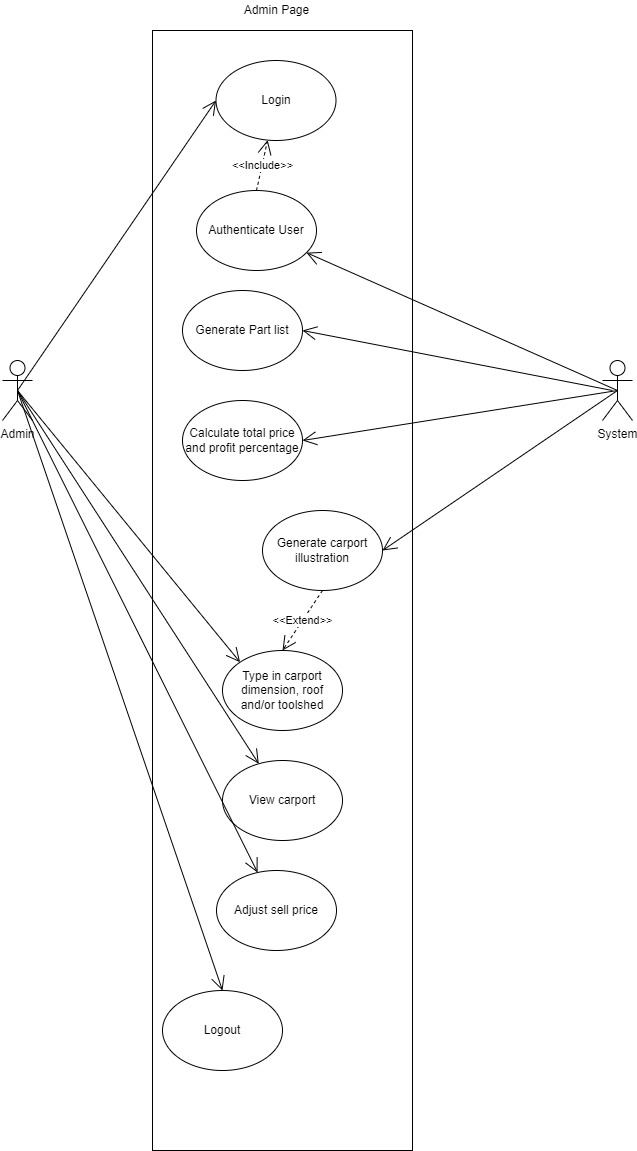 Admin Page
Login
<<Include>>
Authenticate User
Generate Part list
Admin
System
Calculate total price
and profit percentage
Generate carport
illustration
<<Extend>>
Type in carport
dimension, roof
and/or toolshed
View carport
Adjust sell price
Logout